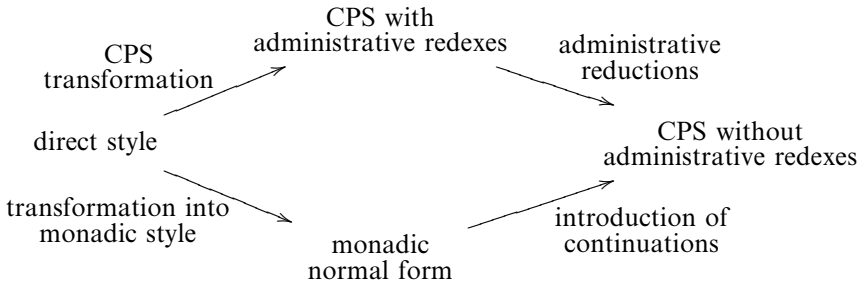 CPS with
administrative redexes
CPS
transformation
administrative
reductions
direct style
CPS without
administrative redexes
transformation into
monadic style
introduction of
continuations
monadic
normal form